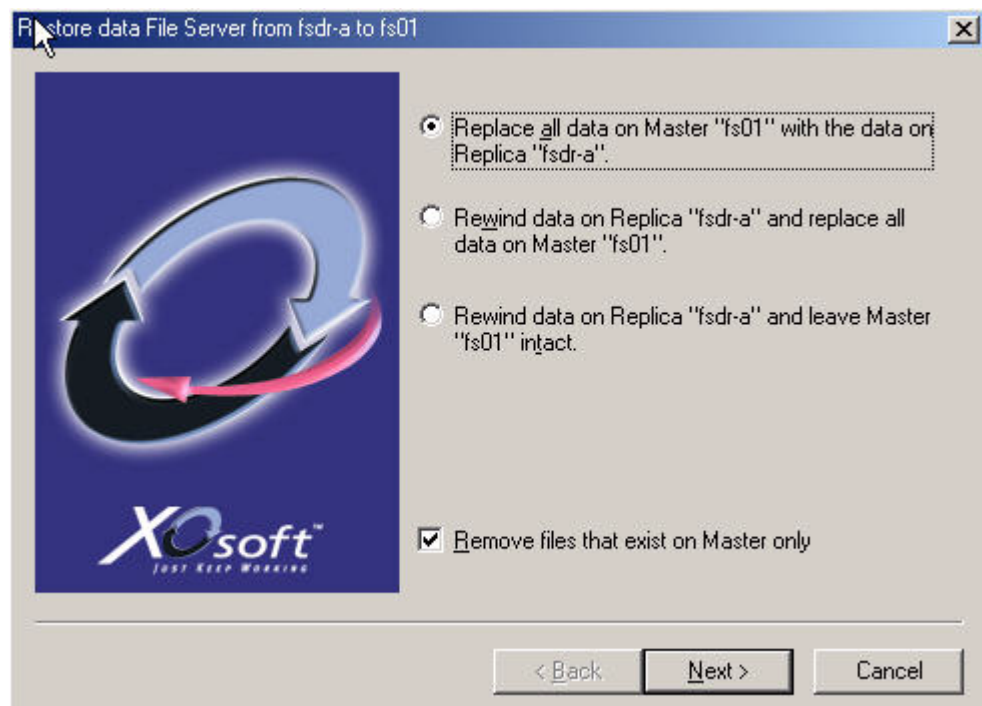 Restore data File Server from fsdr-a to fs01
Replace all data on Master "fs01" with the data on
Replica "fsdr-a".
Rewind data on Replica "fsdr-a" and replace all
data on Master "fs01".
Rewind data on Replica "fsdr-a" and leave Master
"fs01" intact.
XOsoft™
JUST KEEP WORKING
Remove files that exist on Master only
< Back
Next >
Cancel